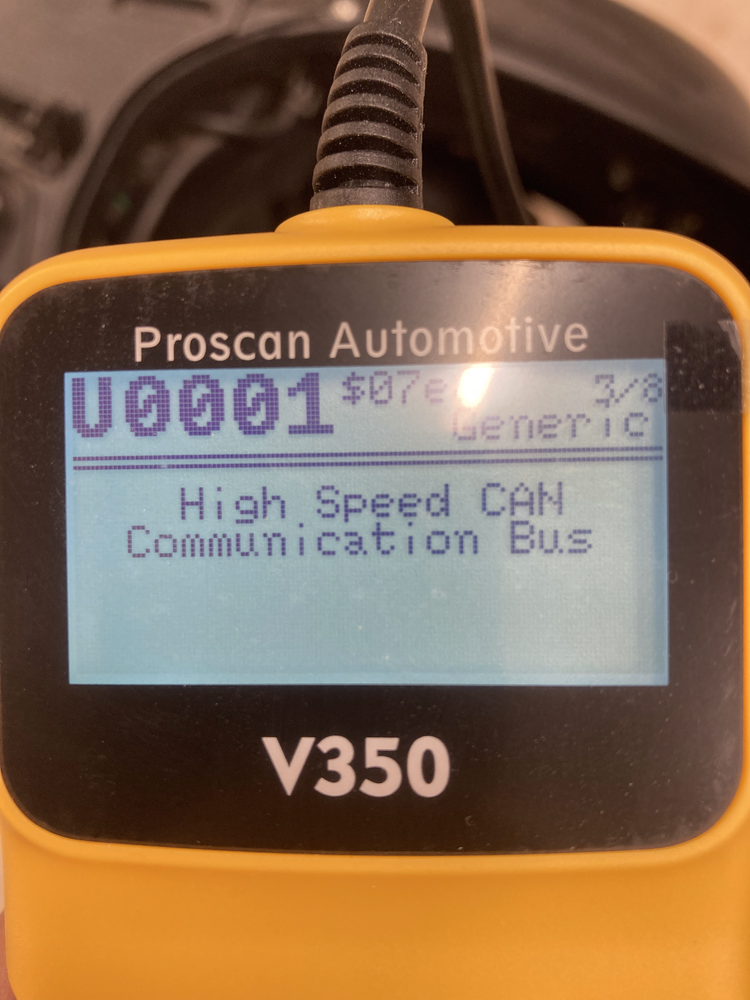 Proscan Automotive
U0001 $07e 3/8
Generic
High Speed CAN
Communication Bus
V350